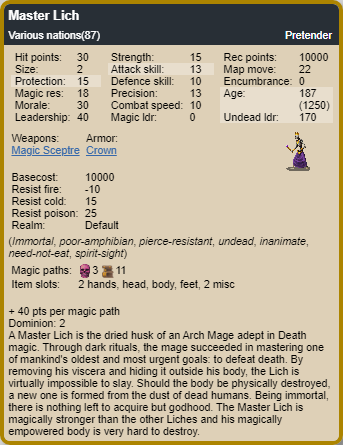 Master Lich
Various nations(87) Pretender
Hit points: 30 Strength: 15 Rec points: 10000
Size: 2 Attack skill: 13 Map move: 22
Protection: 15 Defence skill: 10 Encumbrance: 0
Magic res: 18 Precision: 13 Age: 187
Morale: 30 Combat speed: 10 (1250)
Leadership: 40 Magic ldr: 0 Undead ldr: 170
Weapons: Armor:
Magic Sceptre Crown
Basecost: 10000
Resist fire: -10
Resist cold: 15
Resist poison: 25
Realm: Default
(Immortal, poor-amphibian, pierce-resistant, undead, inanimate,
need-not-eat, spirit-sight)
Magic paths: 3 11
Item slots: 2 hands, head, body, feet, 2 misc
+ 40 pts per magic path
Dominion: 2
A Master Lich is the dried husk of an Arch Mage adept in Death
magic. Through dark rituals, the mage succeeded in mastering one
of mankind's oldest and most urgent goals: to defeat death. By
removing his viscera and hiding it outside his body, the Lich is
virtually impossible to slay. Should the body be physically destroyed,
a new one is formed from the dust of dead humans. Being immortal,
there is nothing left to acquire but godhood. The Master Lich is
magically stronger than the other Liches and his magically
empowered body is very hard to destroy.